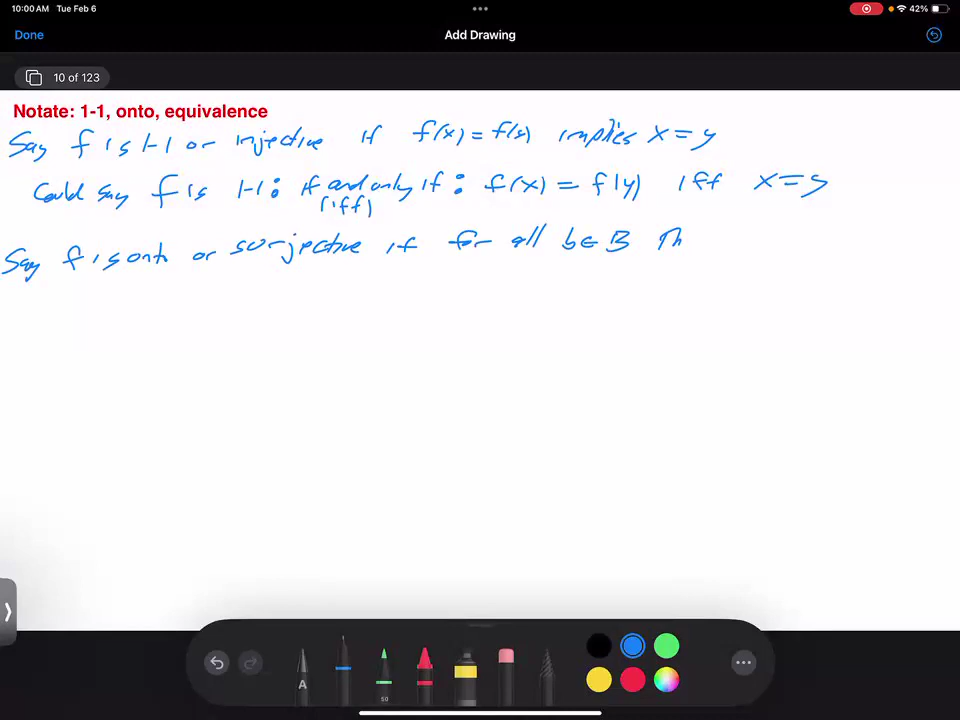 10:00 AM Tue Feb 6
42%
Done
Add Drawing
10 of 123
Notate: 1-1, onto, equivalence
Say f is 1-1 or injective if f(x) = f(y) implies x = y
Could say f is 1-1 : if and only if : f(x) = f(y) iff x = y
(iff)
Say f is onto or surjective if for all b ∈ B Th
A
50